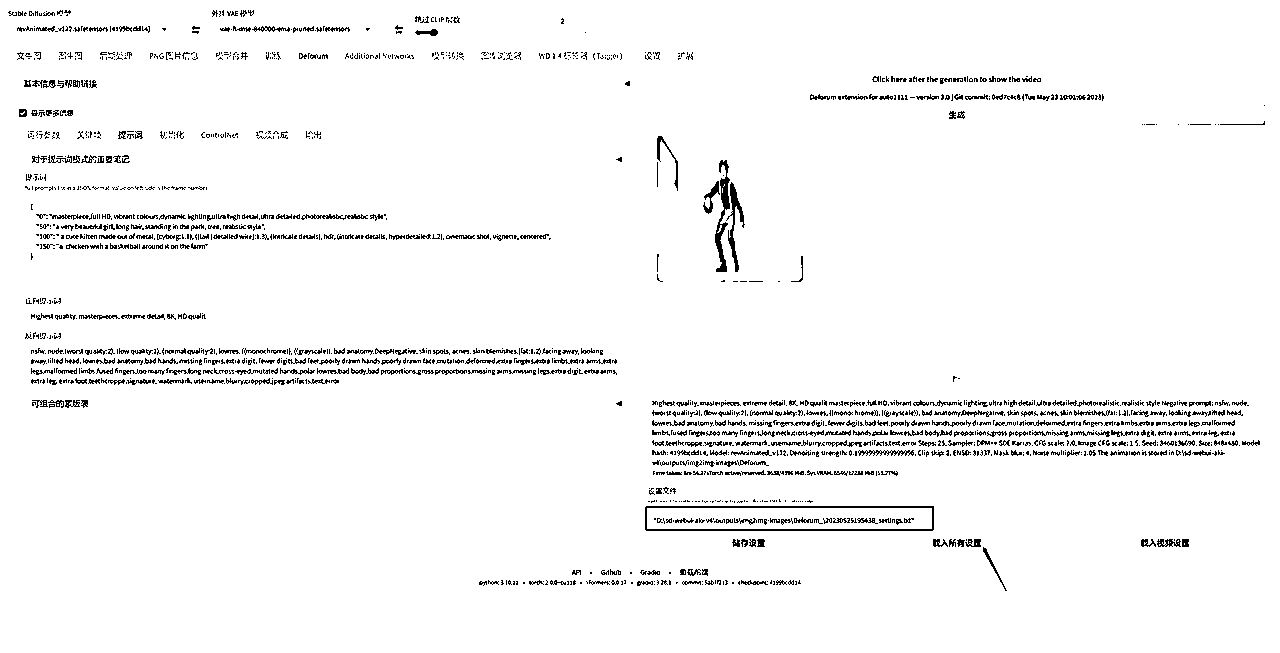 Stable Diffusion 模型
外挂 VAE 模型
跳过 CLIP 层数
2
revAnimated_v122.safetensors [4199bcdd14]
vae-ft-mse-840000-ema-pruned.safetensors
文生图 图生图 后期处理 PNG 图片信息 模型合并 训练 Deforum Additional Networks 模型转换 图库浏览器 WD 1.4 标签器 (Tagger) 设置 扩展
基本信息与帮助链接
Click here after the generation to show the video
Deforum extension for auto1111 — version 3.0 | Git commit: (Tue May 23 10:01:06 2023)
生成
显示更多信息
运行参数 关键帧 提示词 初始化 ControlNet 视频合成 输出
对于提示词模式的重要笔记
提示词
Full prompts list in a JSON format. value on left side is the frame number
{
"0": "masterpiece,full HD, vibrant colours,dynamic lighting,ultra high detail,ultra detailed,photorealistic,realistic style",
"50": "a very beautiful girl, long hair, standing in the park, tree, realistic style",
"100": " a cute kitten made out of metal, (cyborg:1.1), ([tail | detailed wire]:1.3), (intricate details), hdr, (intricate details, hyperdetailed:1.2), cinematic shot, vignette, centered",
"150": "a chicken with a basketball around it on the farm"
}
正向提示词
Highest quality, masterpieces, extreme detail, 8K, HD qualit
反向提示词
nsfw, nude,(worst quality:2), (low quality:2), (normal quality:2), lowres, ((monochrome)), ((grayscale)), bad anatomy,DeepNegative, skin spots, acnes, skin blemishes,(fat:1.2),facing away, looking
away,tilted head, lowres,bad anatomy,bad hands, missing fingers,extra digit, fewer digits,bad feet,poorly drawn hands,poorly drawn face,mutation,deformed,extra fingers,extra limbs,extra arms,extra
legs,malformed limbs,fused fingers,too many fingers,long neck,cross-eyed,mutated hands,polar lowres,bad body,bad proportions,gross proportions,missing arms,missing legs,extra digit, extra arms,
extra leg, extra foot,teethcroppe,signature, watermark, username,blurry,cropped,jpeg artifacts,text,error
可组合的蒙版表
Highest quality, masterpieces, extreme detail, 8K, HD qualit masterpiece,full HD, vibrant colours,dynamic lighting,ultra high detail,ultra detailed,photorealistic,realistic style Negative prompt: nsfw, nude,
(worst quality:2), (low quality:2), (normal quality:2), lowres, ((monochrome)), ((grayscale)), bad anatomy,DeepNegative, skin spots, acnes, skin blemishes,(fat:1.2),facing away, looking away,tilted head,
lowres,bad anatomy,bad hands, missing fingers,extra digit, fewer digits,bad feet,poorly drawn hands,poorly drawn face,mutation,deformed,extra fingers,extra limbs,extra arms,extra legs,malformed
limbs,fused fingers,too many fingers,long neck,cross-eyed,mutated hands,polar lowres,bad body,bad proportions,gross proportions,missing arms,missing legs,extra digit, extra arms, extra leg, extra
foot,teethcroppe,signature, watermark, username,blurry,cropped,jpeg artifacts,text,error Steps: 25, Sampler: DPM++ SDE Karras, CFG scale: 7.0, Image CFG scale: 1.5, Seed: 3460136690, Size: 848x480, Model
hash: 4199bcdd14, Model: revAnimated_v122, Denoising strength: 0.19999999999999996, Clip skip: 2, ENSD: 31337, Mask blur: 4, Noise multiplier: 1.05 The animation is stored in D:\sd-webui-aki-
v4\outputs\img2img-images\Deforum_
设置文件
"D:\sd-webui-aki-v4\outputs\img2img-images\Deforum_\20230525195438_settings.txt"
储存设置 载入所有设置 载入视频设置
API • Github • Gradio • 重载前端
python: 3.10.11 • torch: 2.0.0+cu118 • xformers: 0.0.17 • gradio: 3.28.1 • commit: 5ab7f213 • checkpoint: 4199bcdd14